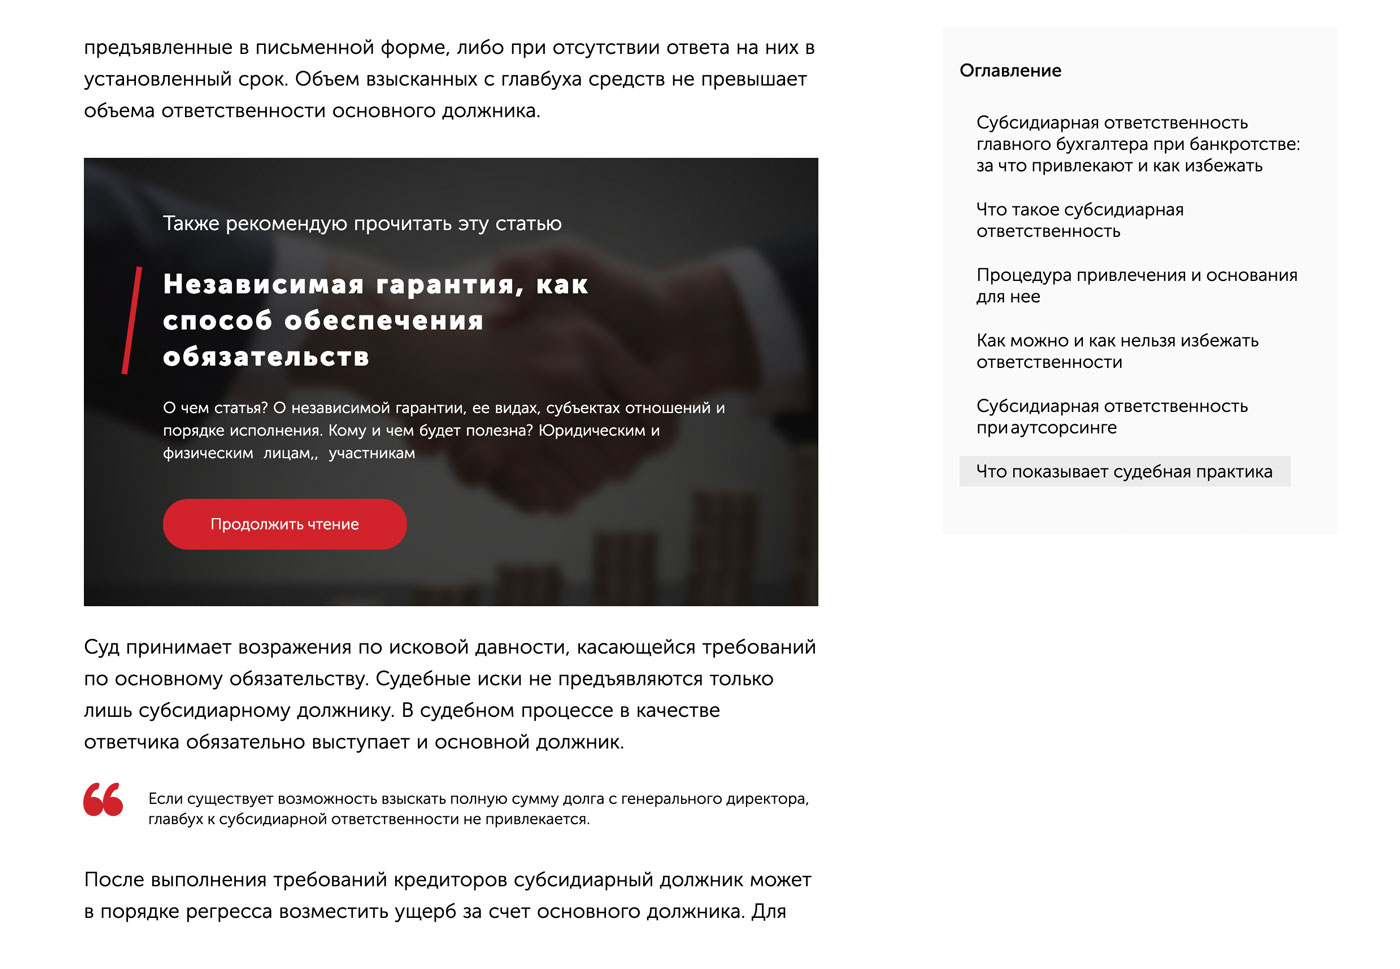 предъявленные в письменной форме, либо при отсутствии ответа на них в
установленный срок. Объем взысканных с главбуха средств не превышает
объема ответственности основного должника.
Также рекомендую прочитать эту статью
Независимая гарантия, как
способ обеспечения
обязательств
О чем статья? О независимой гарантии, ее видах, субъектах отношений и
порядке исполнения. Кому и чем будет полезна? Юридическим и
физическим лицам,, участникам
Продолжить чтение
Суд принимает возражения по исковой давности, касающейся требований
по основному обязательству. Судебные иски не предъявляются только
лишь субсидиарному должнику. В судебном процессе в качестве
ответчика обязательно выступает и основной должник.
Если существует возможность взыскать полную сумму долга с генерального директора,
главбух к субсидиарной ответственности не привлекается.
После выполнения требований кредиторов субсидиарный должник может
в порядке регресса возместить ущерб за счет основного должника. Для
Оглавление
Субсидиарная ответственность
главного бухгалтера при банкротстве:
за что привлекают и как избежать
Что такое субсидиарная
ответственность
Процедура привлечения и основания
для нее
Как можно и как нельзя избежать
ответственности
Субсидиарная ответственность
при аутсорсинге
Что показывает судебная практика